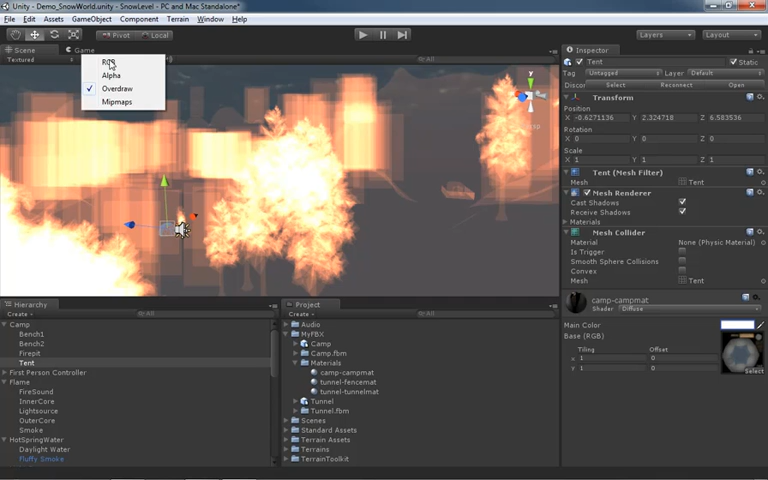 Unity - Demo_SnowWorld.unity - SnowLevel - PC and Mac Standalone*
File Edit Assets GameObject Component Terrain Window Help
Pivot Local Layers Layout
Scene Game Inspector
Textured All
RGB
Alpha
Overdraw
Mipmaps
Tent Static
Tag Untagged Layer Default
Select Reconnect Open
Transform
Position
X -0.6271136 Y 2.324718 Z 6.583536
Rotation
X 0 Y 0 Z 0
Scale
X 1 Y 1 Z 1
Tent (Mesh Filter)
Mesh Tent
Mesh Renderer
Cast Shadows
Receive Shadows
Materials
Mesh Collider
Material None (Physic Material)
Is Trigger
Smooth Sphere Collisions
Convex
Mesh Tent
camp-campmat
Shader Diffuse
Main Color
Base (RGB)
Tiling Offset
x 1 0
y 1 0
Select
y
Hierarchy
Create All
Camp
Bench1
Bench2
Firepit
Tent
First Person Controller
Flame
FireSound
InnerCore
Lightsource
OuterCore
Smoke
HotSpringWater
Daylight Water
Fluffy Smoke
Project
Create All
Audio
MyFBX
Camp
Camp.fbm
Materials
camp-campmat
tunnel-fencemat
tunnel-tunnelmat
Tunnel
Tunnel.fbm
Scenes
Standard Assets
Terrain Assets
Terrains
TerrainToolkit